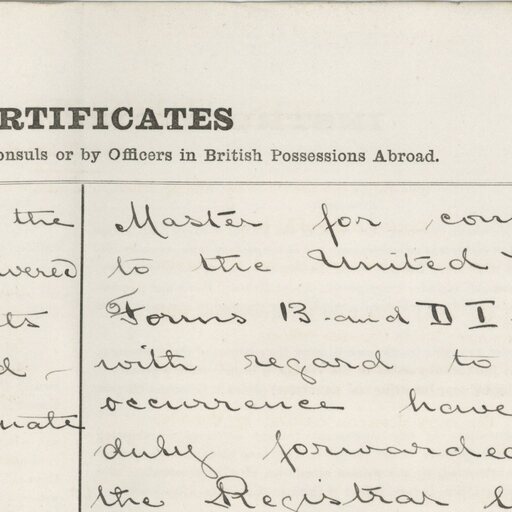 RTIFICATES
onsuls or by Officers in British Possessions Abroad.
the
vered
ts
d -
nate
Master for con
to the United
Forms B and D I
with regard to
occurrence have
duly forwarded
the Registrar